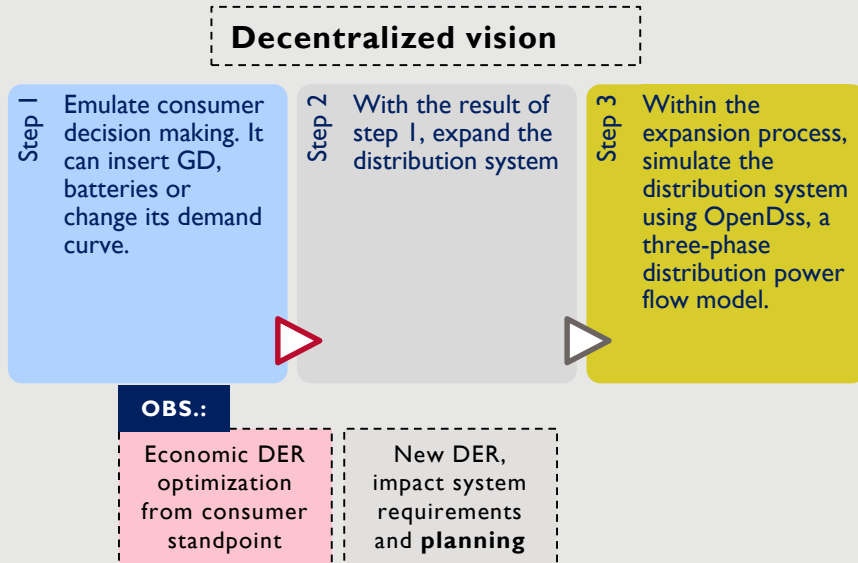 Decentralized vision
Step 1
Emulate consumer
decision making. It
can insert GD,
batteries or
change its demand
curve.
Step 2
With the result of
step 1, expand the
distribution system
Step 3
Within the
expansion process,
simulate the
distribution system
using OpenDss, a
three-phase
distribution power
flow model.
OBS.:
Economic DER
optimization
from consumer
standpoint
New DER,
impact system
requirements
and planning